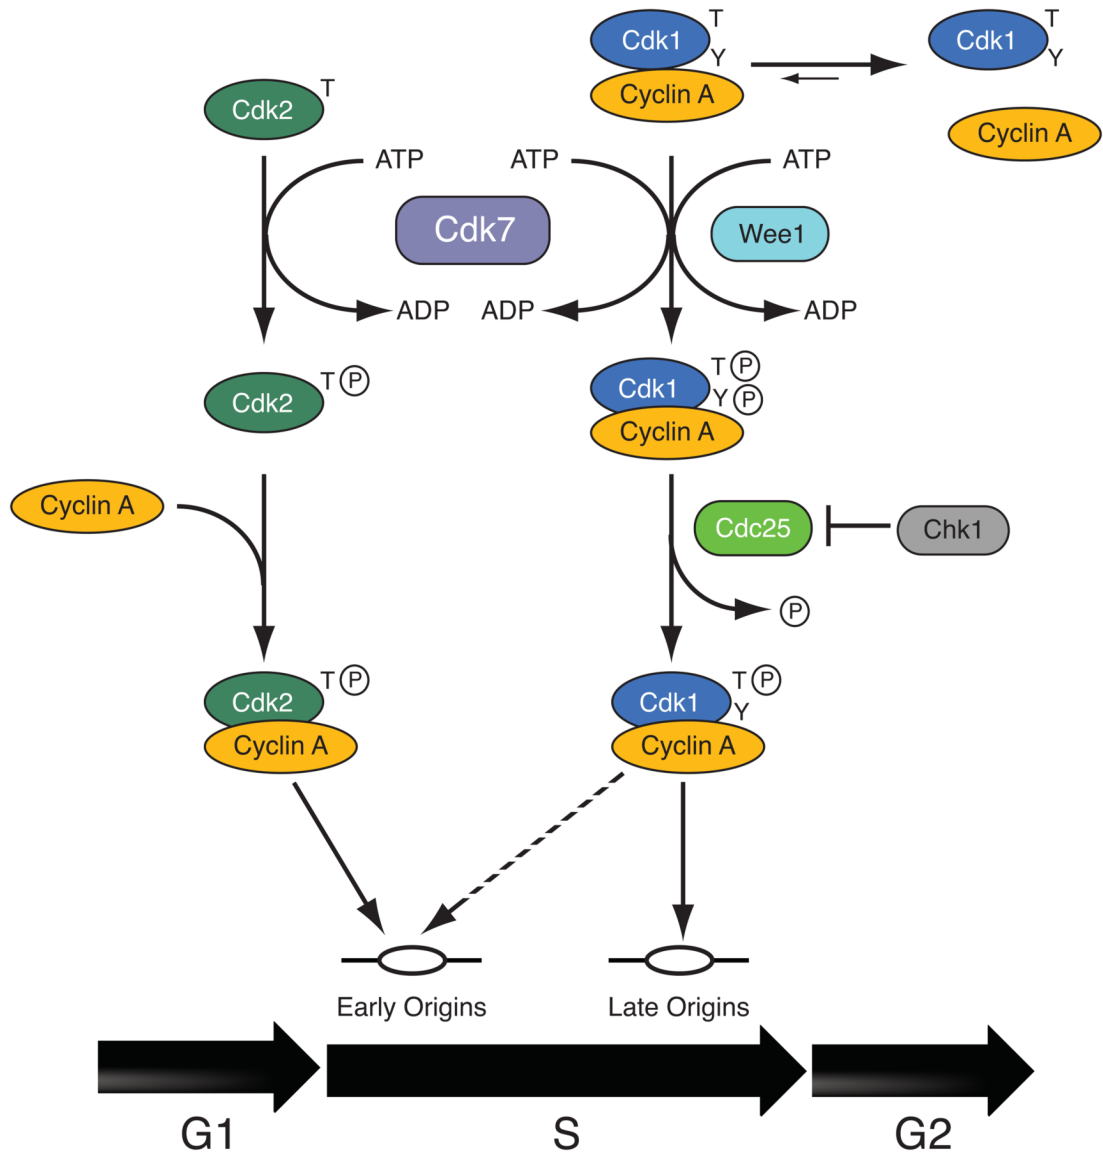 T
Cdk1
Y
Cyclin A
T
Cdk1
Y
Cyclin A
Cdk2
T
ATP
ATP
ATP
Cdk7
Wee1
ADP
ADP
ADP
Cdk2
T P
Cdk1
T P
Y P
Cyclin A
Cyclin A
Cdc25
Chk1
P
Cdk2
T P
Cyclin A
Cdk1
T P
Y
Cyclin A
Early Origins
Late Origins
G1
S
G2